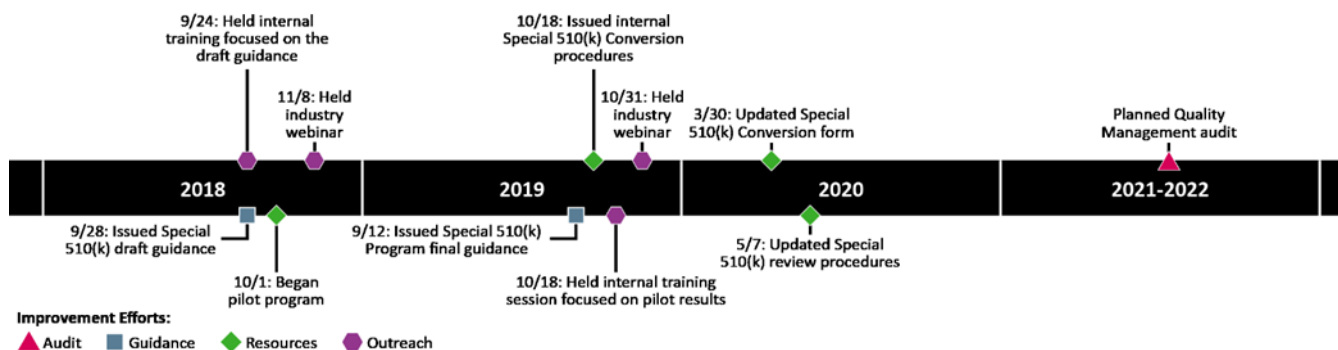 9/24: Held internal
training focused on the
draft guidance
11/8: Held
industry
webinar
10/18: Issued internal
Special 510(k) Conversion
procedures
10/31: Held
industry
webinar
3/30: Updated Special
510(k) Conversion form
Planned Quality
Management audit
2018
2019
2020
2021-2022
9/28: Issued Special
510(k) draft guidance
10/1: Began
pilot program
9/12: Issued Special 510(k)
Program final guidance
10/18: Held internal training
session focused on pilot results
5/7: Updated Special
510(k) review procedures
Improvement Efforts:
Audit
Guidance
Resources
Outreach